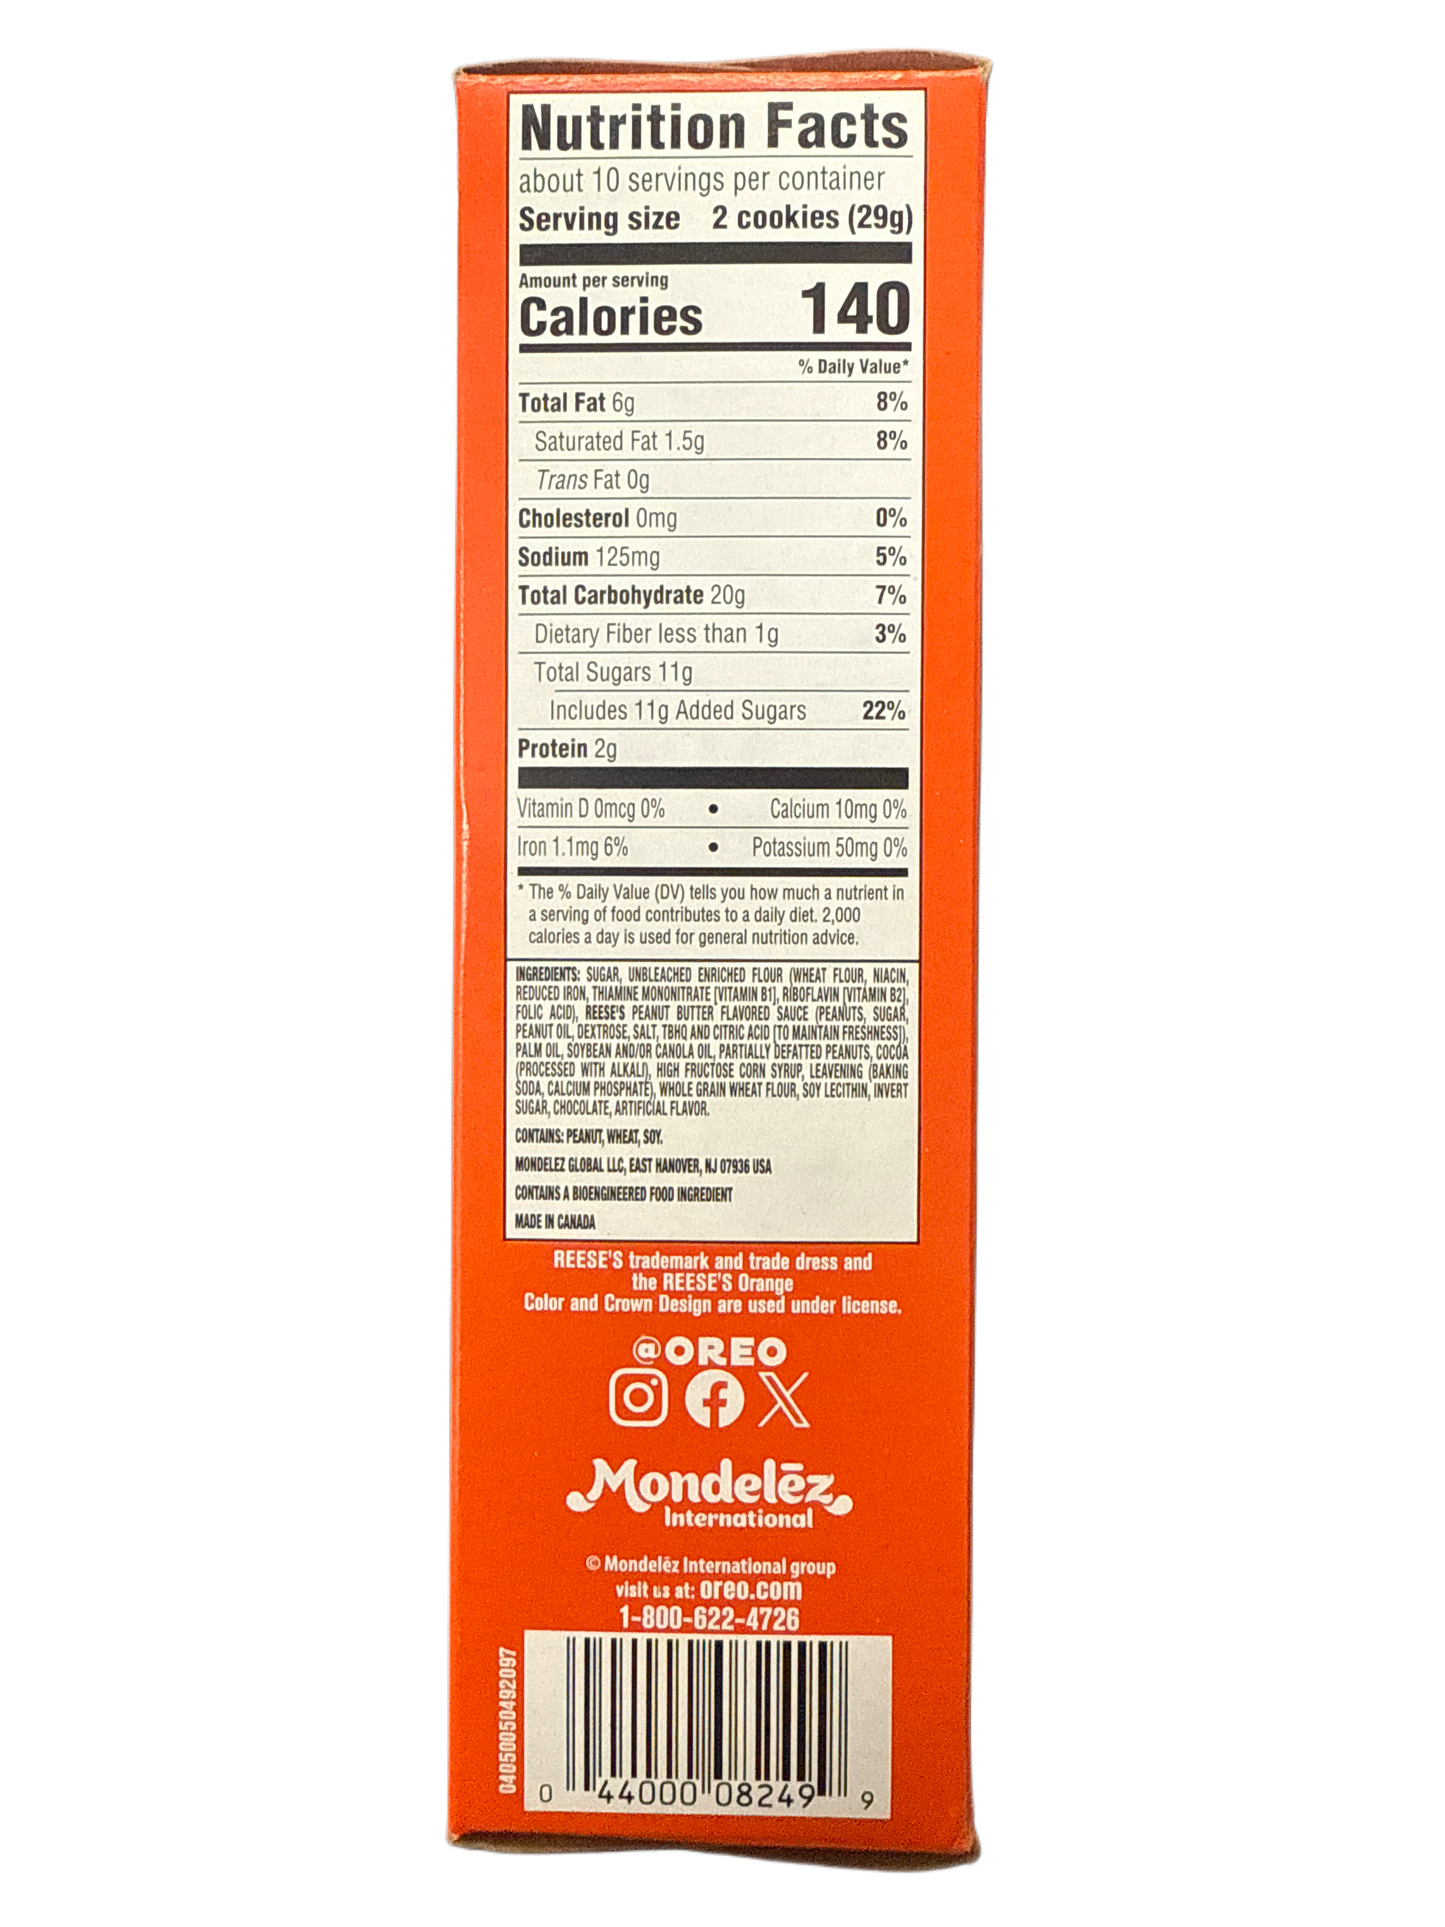 Nutrition Facts
about 10 servings per container
Serving size 2 cookies (29g)
Amount per serving
Calories 140
% Daily Value*
Total Fat 6g 8%
Saturated Fat 1.5g 8%
Trans Fat 0g
Cholesterol 0mg 0%
Sodium 125mg 5%
Total Carbohydrate 20g 7%
Dietary Fiber less than 1g 3%
Total Sugars 11g
Includes 11g Added Sugars 22%
Protein 2g
Vitamin D 0mcg 0% • Calcium 10mg 0%
Iron 1.1mg 6% • Potassium 50mg 0%
* The % Daily Value (DV) tells you how much a nutrient in
a serving of food contributes to a daily diet. 2,000
calories a day is used for general nutrition advice.
INGREDIENTS: SUGAR, UNBLEACHED ENRICHED FLOUR (WHEAT FLOUR, NIACIN,
REDUCED IRON, THIAMINE MONONITRATE [VITAMIN B1], RIBOFLAVIN [VITAMIN B2],
FOLIC ACID), REESE'S PEANUT BUTTER FLAVORED SAUCE (PEANUTS, SUGAR,
PEANUT OIL, DEXTROSE, SALT, TBHQ AND CITRIC ACID [TO MAINTAIN FRESHNESS]),
PALM OIL, SOYBEAN AND/OR CANOLA OIL, PARTIALLY DEFATTED PEANUTS, COCOA
(PROCESSED WITH ALKALI), HIGH FRUCTOSE CORN SYRUP, LEAVENING (BAKING
SODA, CALCIUM PHOSPHATE), WHOLE GRAIN WHEAT FLOUR, SOY LECITHIN, INVERT
SUGAR, CHOCOLATE, ARTIFICIAL FLAVOR.
CONTAINS: PEANUT, WHEAT, SOY.
MONDELEZ GLOBAL LLC, EAST HANOVER, NJ 07936 USA
CONTAINS A BIOENGINEERED FOOD INGREDIENT
MADE IN CANADA
REESE'S trademark and trade dress and
the REESE'S Orange
Color and Crown Design are used under license.
@OREO
Mondelēz
International
© Mondelēz International group
visit us at: oreo.com
1-800-622-4726
04050050492097
0 44000 08249 9